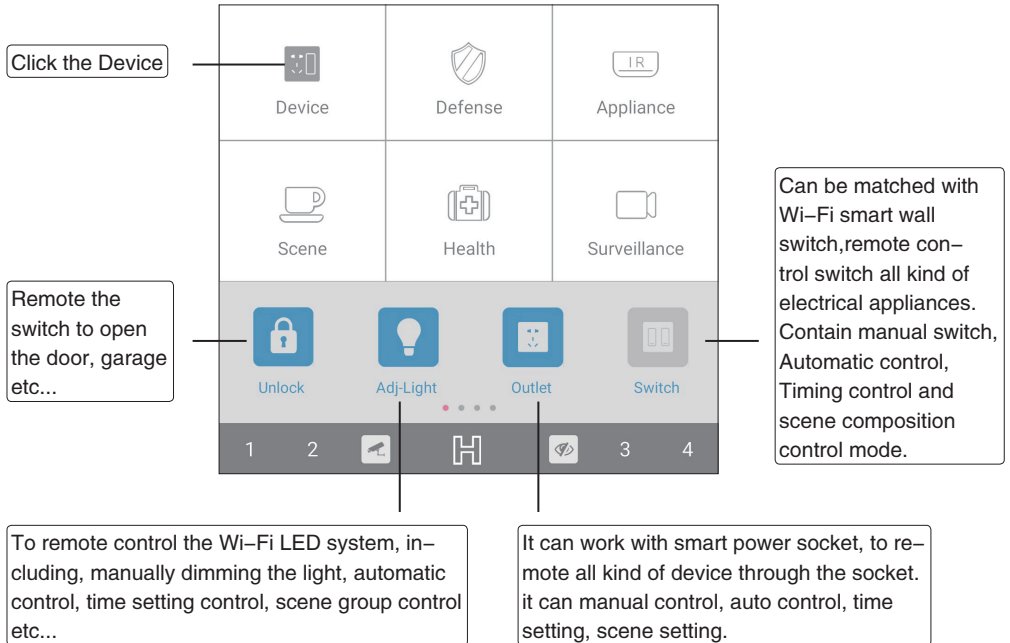 Click the Device
Device
Defense
IR
Appliance
Scene
Health
Surveillance
Can be matched with
Wi–Fi smart wall
switch,remote con–
trol switch all kind of
electrical appliances.
Contain manual switch,
Automatic control,
Timing control and
scene composition
control mode.
Remote the
switch to open
the door, garage
etc...
Unlock
Adj-Light
Outlet
Switch
1
2
H
3
4
To remote control the Wi–Fi LED system, in–
cluding, manually dimming the light, automatic
control, time setting control, scene group control
etc...
It can work with smart power socket, to re–
mote all kind of device through the socket.
it can manual control, auto control, time
setting, scene setting.